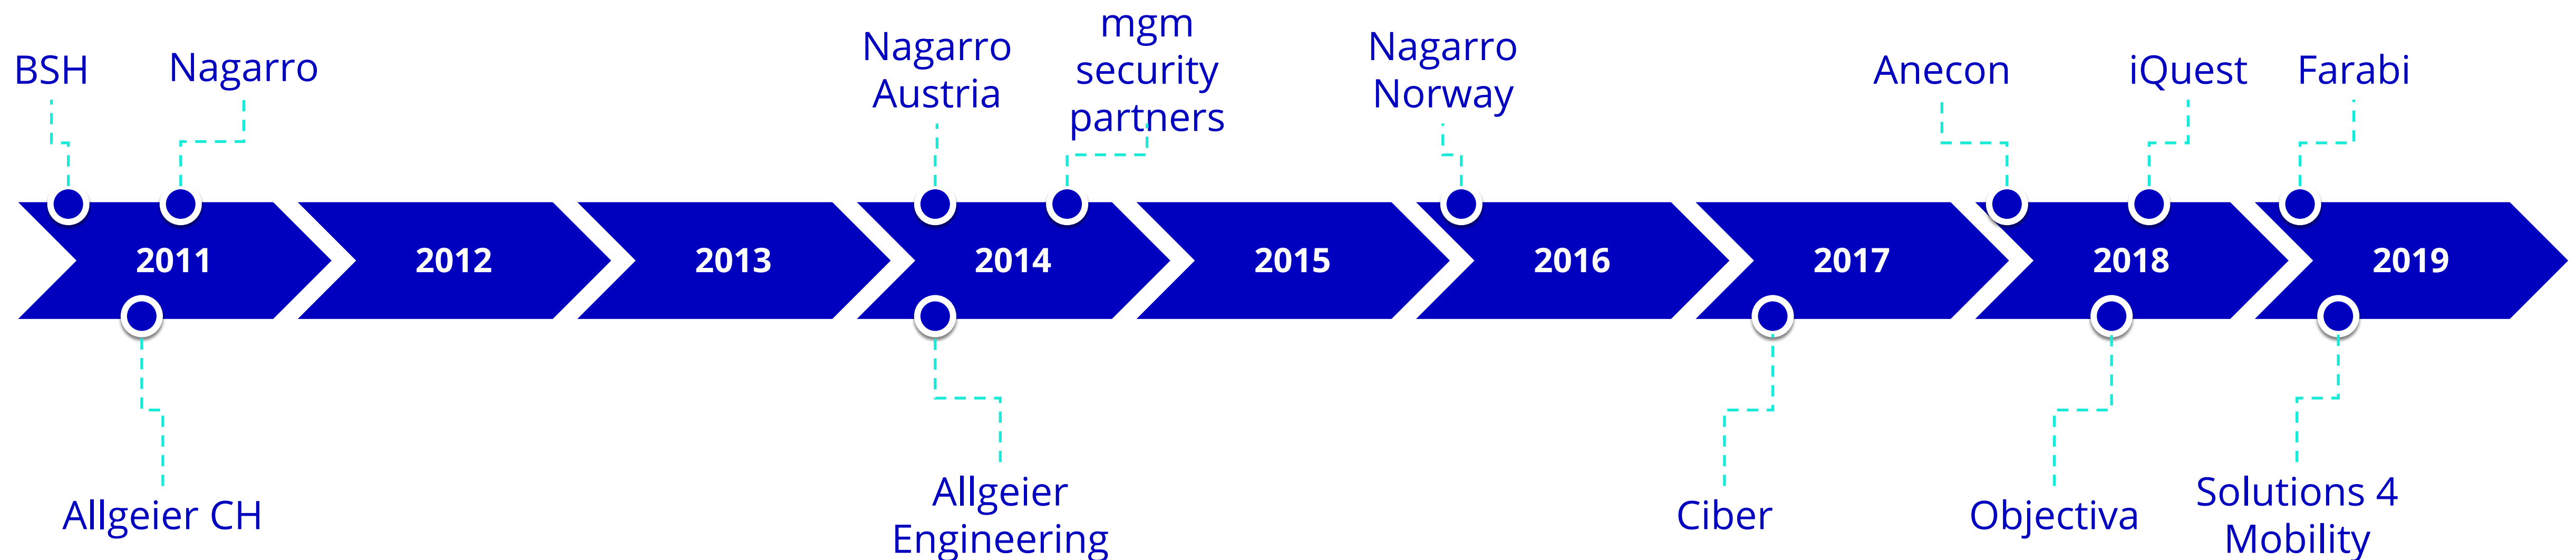 BSH
Nagarro
Nagarro
Austria
mgm
security
partners
Nagarro
Norway
Anecon
iQuest
Farabi
2011
2012
2013
2014
2015
2016
2017
2018
2019
Allgeier CH
Allgeier
Engineering
Ciber
Objectiva
Solutions 4
Mobility